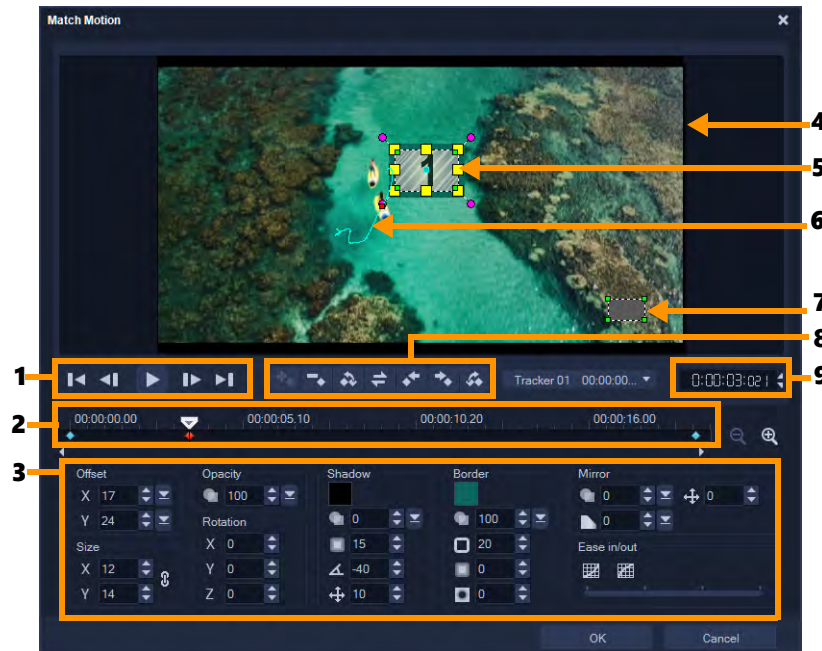 Match Motion
4
1
5
6
7
8
1
Tracker 01 00:00:00...
0:00:03:021
9
2
00:00:00.00 00:00:05.10 00:00:10.20 00:00:16.00
3
Offset Opacity Shadow Border Mirror
X 17 100 0 100 0 0
Y 24 Rotation 15 20 0
Size X 0 -40 0 Ease in/out
X 12 Y 0 10 0
Y 14 Z 0
OK Cancel